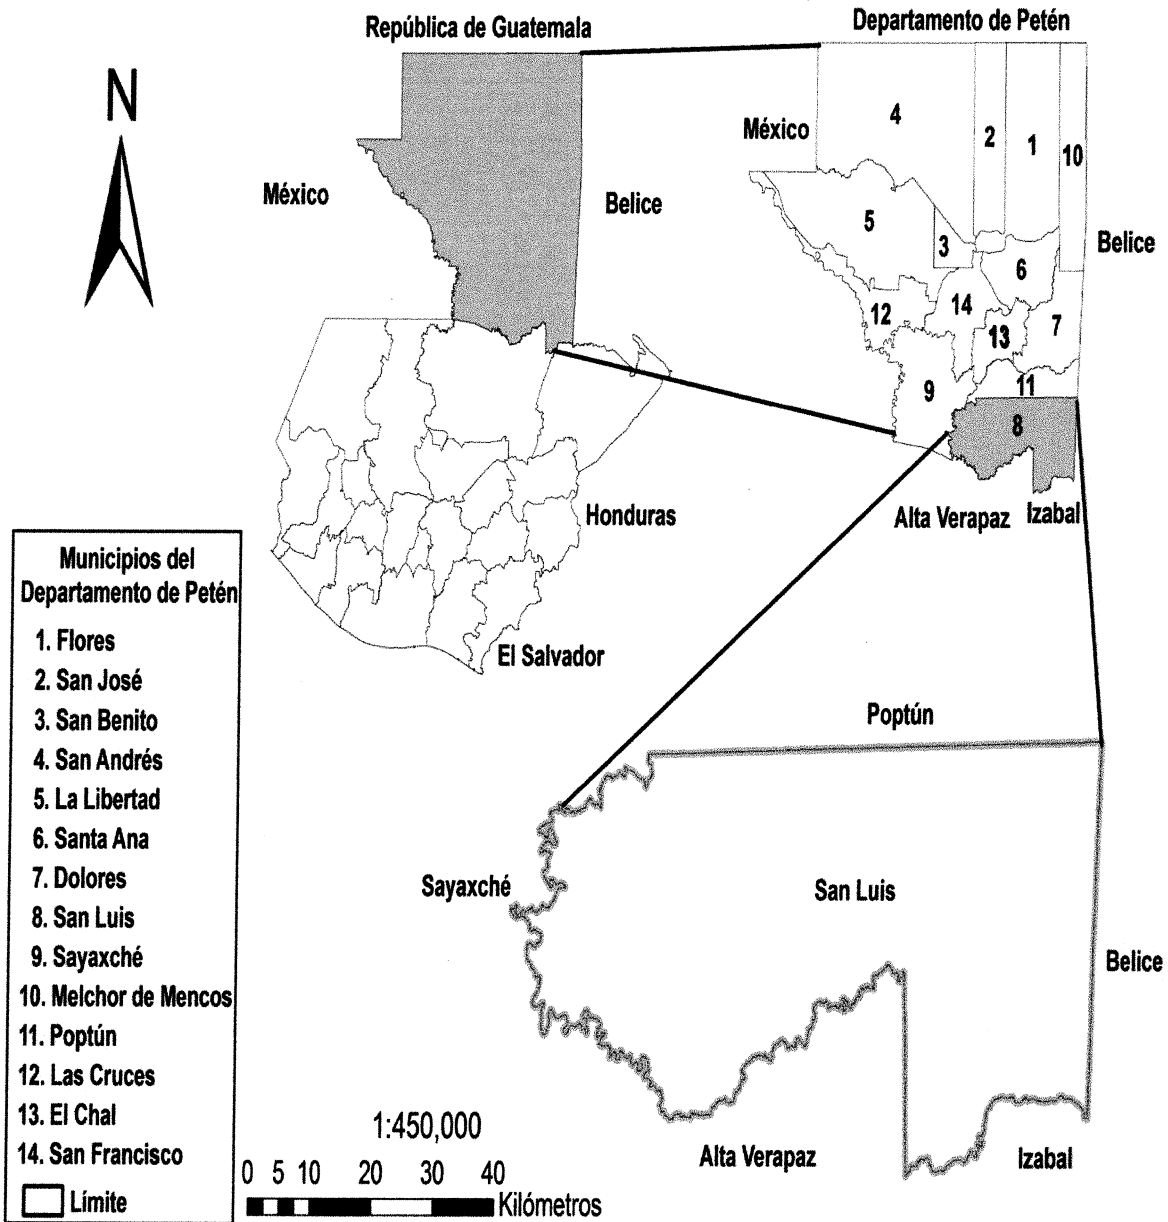 República de Guatemala
Departamento de Petén
N
México
Belice
Honduras
El Salvador
México
4
2
1
10
5
3
6
Belice
12
14
13
7
9
11
8
Alta Verapaz
Izabal
Municipios del
Departamento de Petén
1. Flores
2. San José
3. San Benito
4. San Andrés
5. La Libertad
6. Santa Ana
7. Dolores
8. San Luis
9. Sayaxché
10. Melchor de Mencos
11. Poptún
12. Las Cruces
13. El Chal
14. San Francisco
Límite
Poptún
Sayaxché
San Luis
Belice
Alta Verapaz
Izabal
1:450,000
0 5 10 20 30 40
Kilómetros